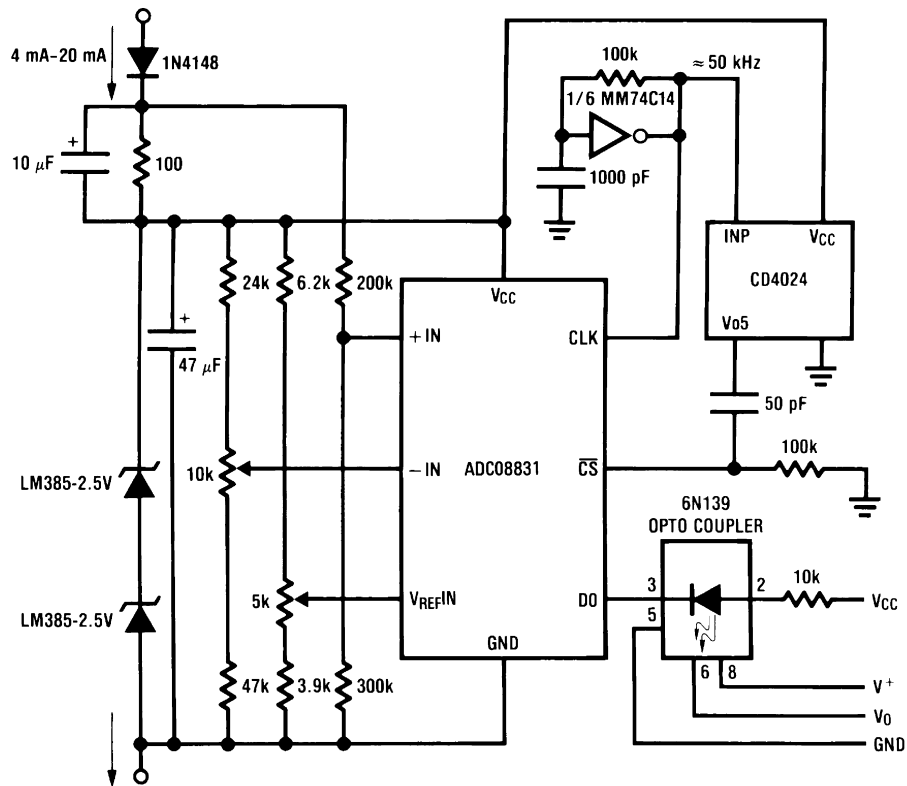 4 mA–20 mA
1N4148
100k
≈ 50 kHz
1/6 MM74C14
+
10 μF
100
1000 pF
INP
VCC
CD4024
Vo5
24k
6.2k
200k
VCC
+
47 μF
+IN
CLK
50 pF
100k
LM385-2.5V
10k
−IN
ADC08831
CS
6N139
OPTO COUPLER
LM385-2.5V
5k
VREFIN
DO
3
2
10k
VCC
5
GND
6
8
47k
3.9k
300k
V+
VO
GND